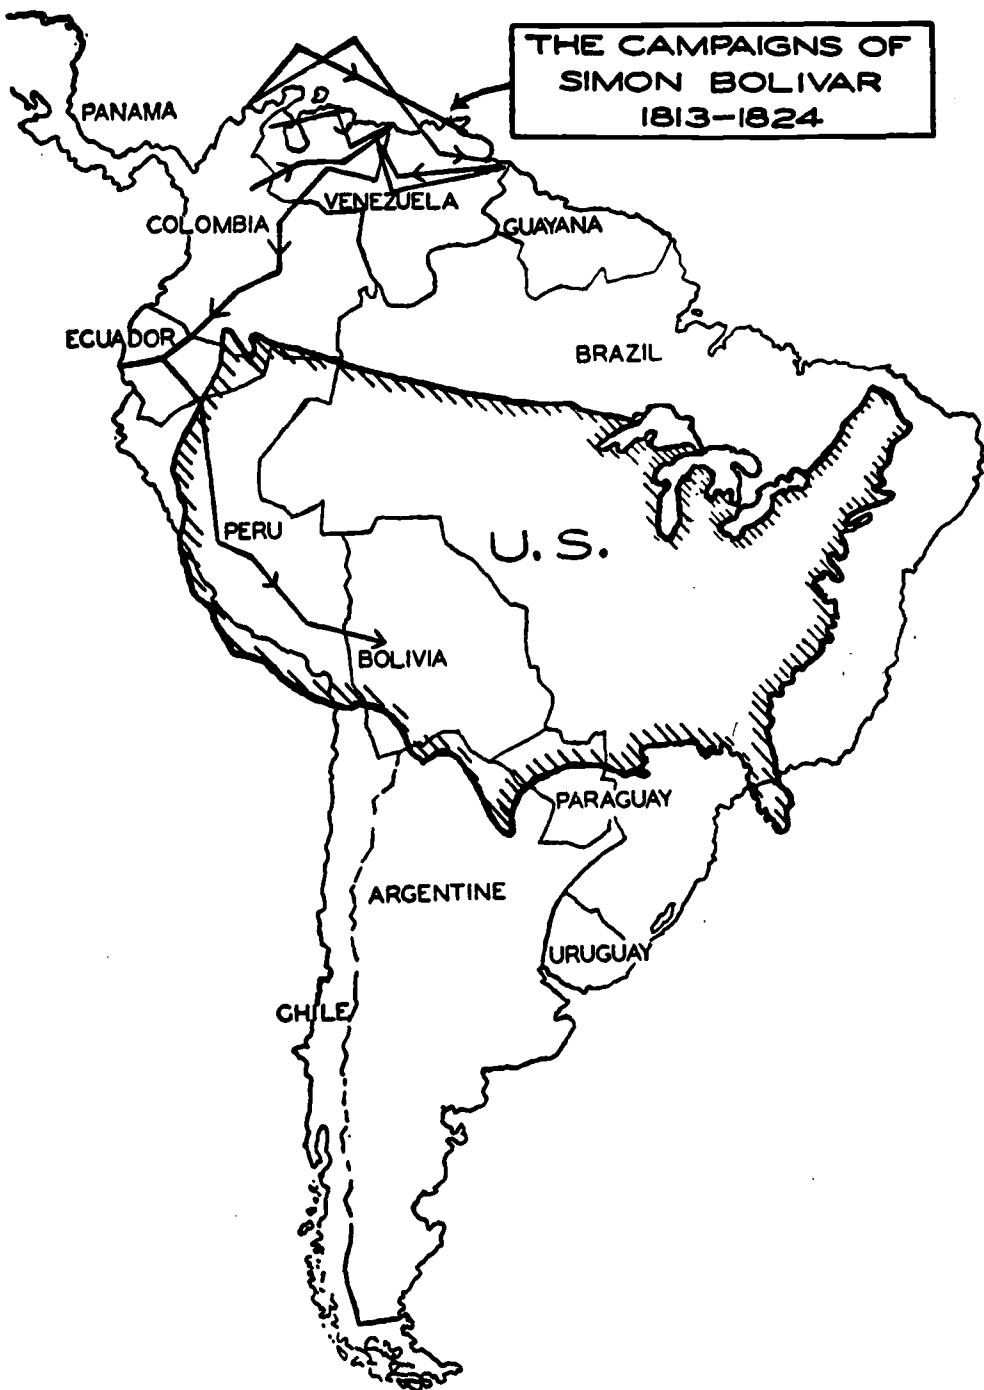 THE CAMPAIGNS OF
SIMON BOLIVAR
1813–1824
PANAMA
VENEZUELA
COLOMBIA
GUAYANA
ECUADOR
BRAZIL
PERU
U. S.
BOLIVIA
PARAGUAY
ARGENTINE
URUGUAY
CHILE